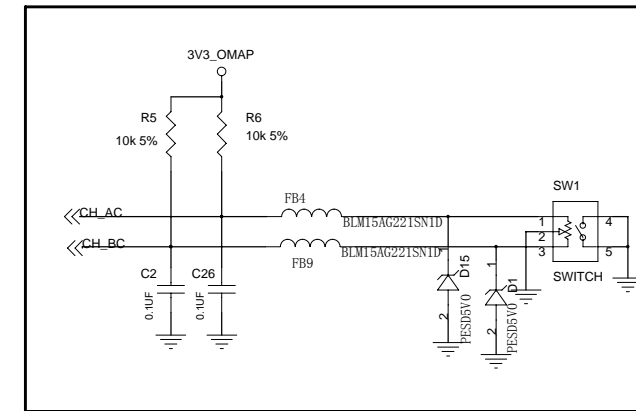 3V3_OMAP
R5
10k 5%
R6
10k 5%
CH_AC
CH_BC
FB4
BLM15AG221SN1D
FB9
BLM15AG221SN1D
C2
0.1UF
C26
0.1UF
D15
2
PESD5V0
1
D1
2
PESD5V0
SW1
1
2
3
4
5
SWITCH